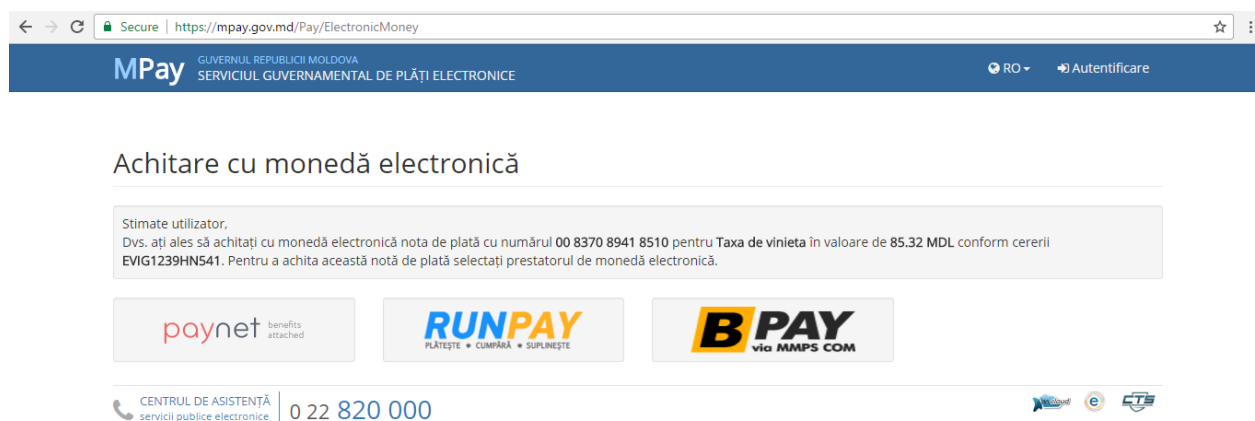 Secure | https://mpay.gov.md/Pay/ElectronicMoney
MPay GUVERNUL REPUBLICII MOLDOVA
SERVICIUL GUVERNAMENTAL DE PLĂȚI ELECTRONICE
RO
Autentificare
Achitare cu monedă electronică
Stimate utilizator,
Dvs. ați ales să achitați cu monedă electronică nota de plată cu numărul 00 8370 8941 8510 pentru Taxa de vinieta în valoare de 85.32 MDL conform cererii
EVIG1239HN541. Pentru a achita această notă de plată selectați prestatorul de monedă electronică.
paynet benefits
attached
RUNPAY
PLĂTEȘTE • CUMPĂRĂ • SUPLINEȘTE
B PAY
via MMPS COM
CENTRUL DE ASISTENȚĂ
servicii publice electronice
0 22 820 000
e
CTS